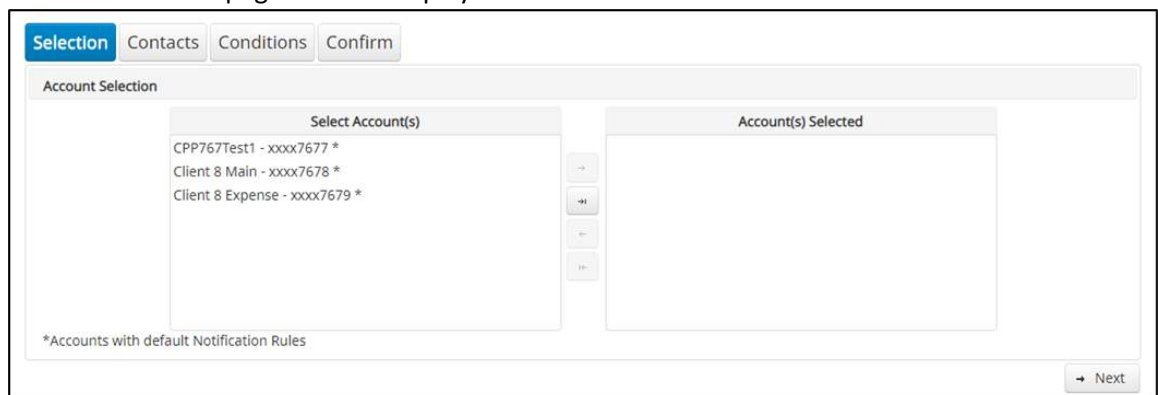 Selection Contacts Conditions Confirm
Account Selection
Select Account(s) Account(s) Selected
CPP767Test1 - xxxx7677 *
Client 8 Main - xxxx7678 *
Client 8 Expense - xxxx7679 *
*Accounts with default Notification Rules
Next